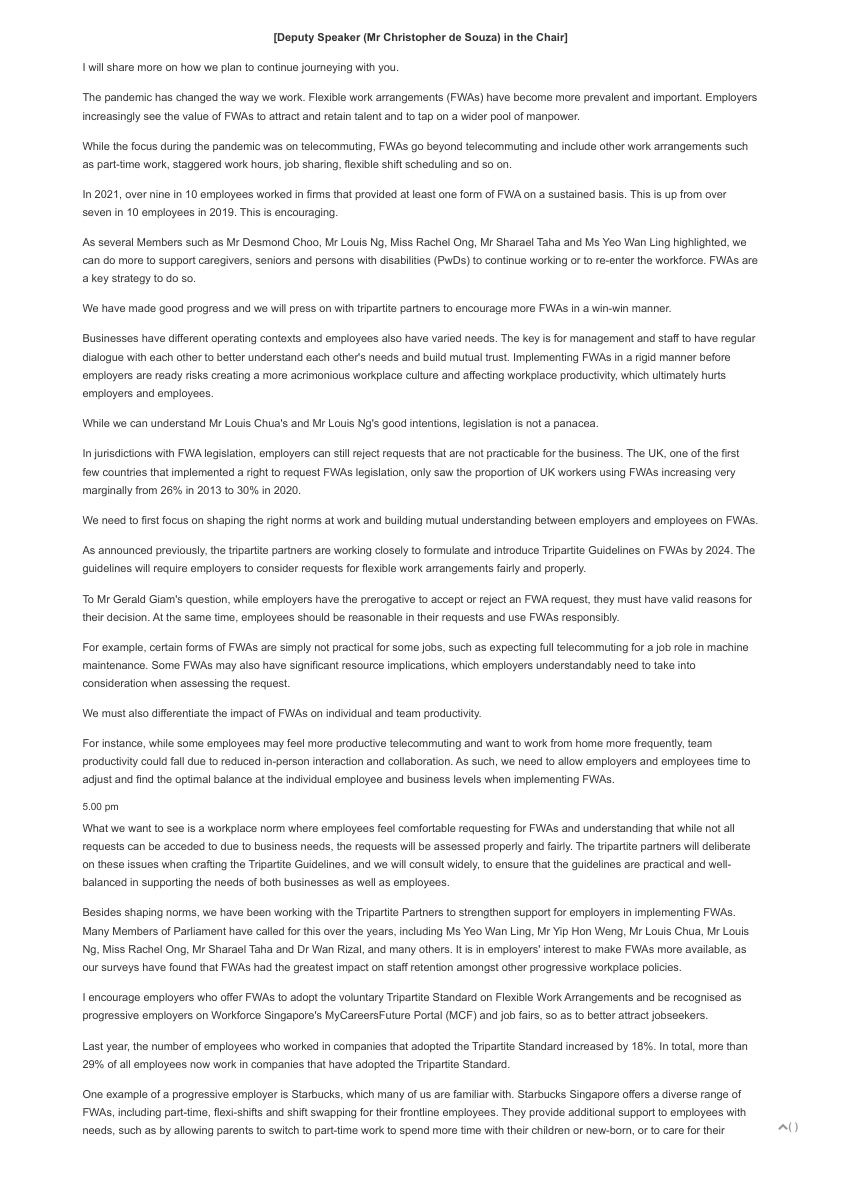 [Deputy Speaker (Mr Christopher de Souza) in the Chair]
I will share more on how we plan to continue journeying with you.
The pandemic has changed the way we work. Flexible work arrangements (FWAs) have become more prevalent and important. Employers
increasingly see the value of FWAs to attract and retain talent and to tap on a wider pool of manpower.
While the focus during the pandemic was on telecommuting, FWAs go beyond telecommuting and include other work arrangements such
as part-time work, staggered work hours, job sharing, flexible shift scheduling and so on.
In 2021, over nine in 10 employees worked in firms that provided at least one form of FWA on a sustained basis. This is up from over
seven in 10 employees in 2019. This is encouraging.
As several Members such as Mr Desmond Choo, Mr Louis Ng, Miss Rachel Ong, Mr Sharael Taha and Ms Yeo Wan Ling highlighted, we
can do more to support caregivers, seniors and persons with disabilities (PwDs) to continue working or to re-enter the workforce. FWAs are
a key strategy to do so.
We have made good progress and we will press on with tripartite partners to encourage more FWAs in a win-win manner.
Businesses have different operating contexts and employees also have varied needs. The key is for management and staff to have regular
dialogue with each other to better understand each other's needs and build mutual trust. Implementing FWAs in a rigid manner before
employers are ready risks creating a more acrimonious workplace culture and affecting workplace productivity, which ultimately hurts
employers and employees.
While we can understand Mr Louis Chua's and Mr Louis Ng's good intentions, legislation is not a panacea.
In jurisdictions with FWA legislation, employers can still reject requests that are not practicable for the business. The UK, one of the first
few countries that implemented a right to request FWAs legislation, only saw the proportion of UK workers using FWAs increasing very
marginally from 26% in 2013 to 30% in 2020.
We need to first focus on shaping the right norms at work and building mutual understanding between employers and employees on FWAs.
As announced previously, the tripartite partners are working closely to formulate and introduce Tripartite Guidelines on FWAs by 2024. The
guidelines will require employers to consider requests for flexible work arrangements fairly and properly.
To Mr Gerald Giam's question, while employers have the prerogative to accept or reject an FWA request, they must have valid reasons for
their decision. At the same time, employees should be reasonable in their requests and use FWAs responsibly.
For example, certain forms of FWAs are simply not practical for some jobs, such as expecting full telecommuting for a job role in machine
maintenance. Some FWAs may also have significant resource implications, which employers understandably need to take into
consideration when assessing the request.
We must also differentiate the impact of FWAs on individual and team productivity.
For instance, while some employees may feel more productive telecommuting and want to work from home more frequently, team
productivity could fall due to reduced in-person interaction and collaboration. As such, we need to allow employers and employees time to
adjust and find the optimal balance at the individual employee and business levels when implementing FWAs.
5.00 pm
What we want to see is a workplace norm where employees feel comfortable requesting for FWAs and understanding that while not all
requests can be acceded to due to business needs, the requests will be assessed properly and fairly. The tripartite partners will deliberate
on these issues when crafting the Tripartite Guidelines, and we will consult widely, to ensure that the guidelines are practical and well-
balanced in supporting the needs of both businesses as well as employees.
Besides shaping norms, we have been working with the Tripartite Partners to strengthen support for employers in implementing FWAs.
Many Members of Parliament have called for this over the years, including Ms Yeo Wan Ling, Mr Yip Hon Weng, Mr Louis Chua, Mr Louis
Ng, Miss Rachel Ong, Mr Sharael Taha and Dr Wan Rizal, and many others. It is in employers' interest to make FWAs more available, as
our surveys have found that FWAs had the greatest impact on staff retention amongst other progressive workplace policies.
I encourage employers who offer FWAs to adopt the voluntary Tripartite Standard on Flexible Work Arrangements and be recognised as
progressive employers on Workforce Singapore's MyCareersFuture Portal (MCF) and job fairs, so as to better attract jobseekers.
Last year, the number of employees who worked in companies that adopted the Tripartite Standard increased by 18%. In total, more than
29% of all employees now work in companies that have adopted the Tripartite Standard.
One example of a progressive employer is Starbucks, which many of us are familiar with. Starbucks Singapore offers a diverse range of
FWAs, including part-time, flexi-shifts and shift swapping for their frontline employees. They provide additional support to employees with
needs, such as by allowing parents to switch to part-time work to spend more time with their children or new-born, or to care for their
( )